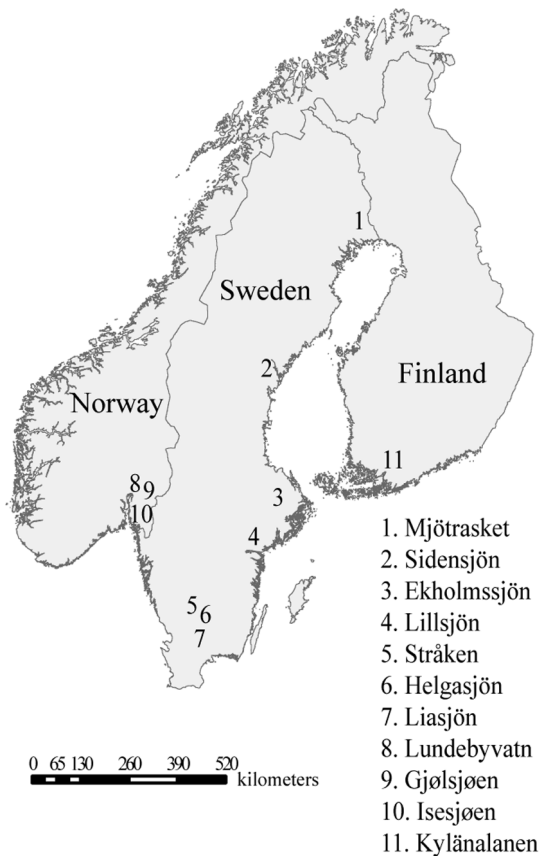 1
Sweden
2
Finland
Norway
8
9
10
11
3
4
5
6
7
1. Mjötrasket
2. Sidensjön
3. Ekholmssjön
4. Lillsjön
5. Stråken
6. Helgasjön
7. Liasjön
8. Lundebyvatn
9. Gjølsjøen
10. Isesjøen
11. Kylänalanen
0 65 130 260 390 520
kilometers